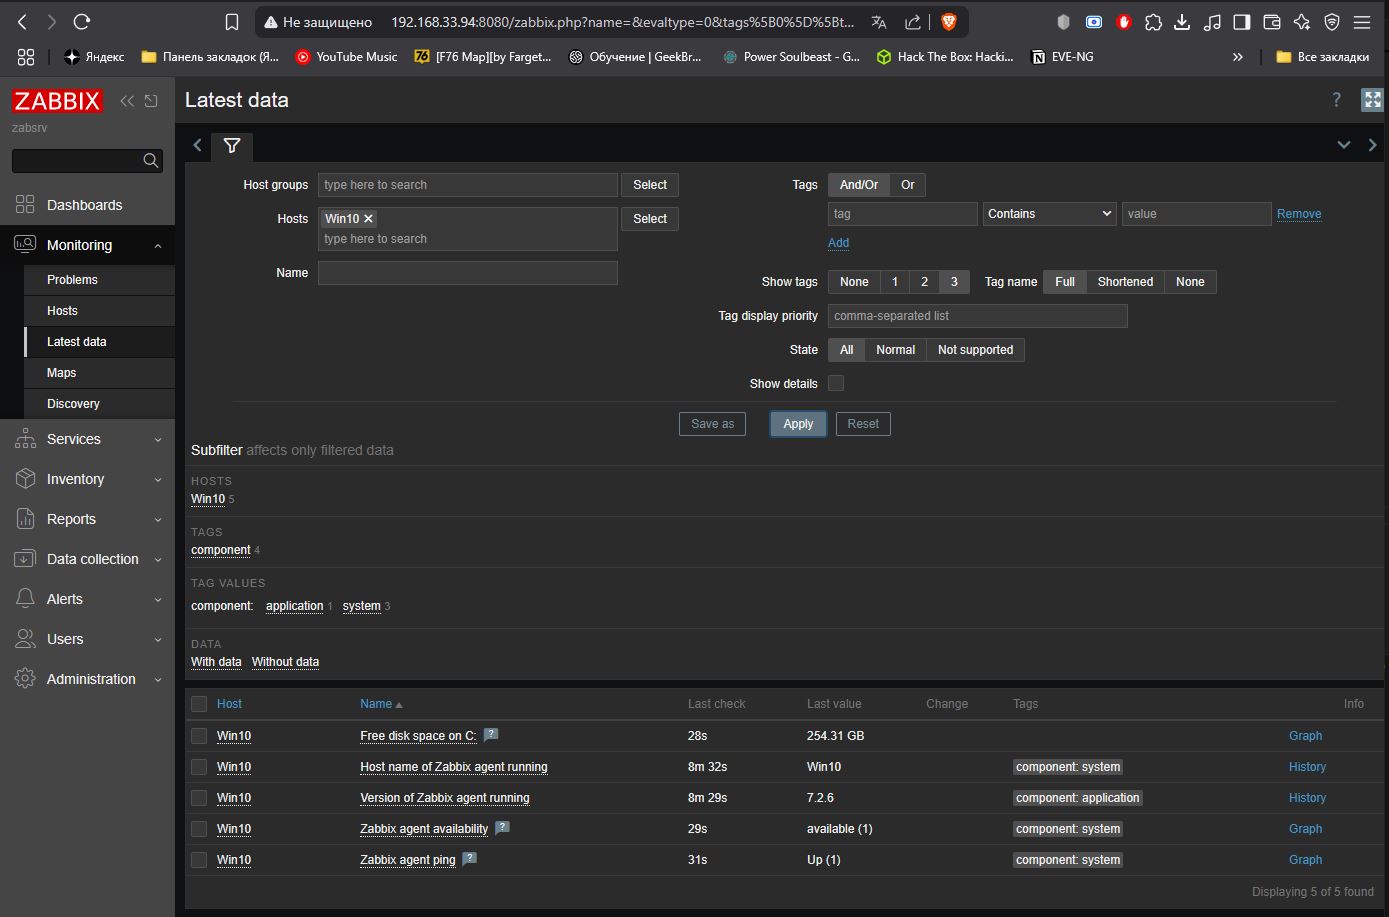 Не защищено 192.168.33.94:8080/zabbix.php?name=&evaltype=0&tags%5B0%5D%5Bt...
Яндекс Панель закладок (Я... YouTube Music [F76 Map][by Farget... Обучение | GeekBr... Power Soulbeast - G... Hack The Box: Hacki... EVE-NG » Все закладки
ZABBIX
zabsrv
Dashboards
Monitoring
Problems
Hosts
Latest data
Maps
Discovery
Services
Inventory
Reports
Data collection
Alerts
Users
Administration
Latest data ?
Host groups type here to search Select
Hosts Win10 Select
type here to search
Name
Tags And/Or Or
tag Contains value Remove
Add
Show tags None 1 2 3 Tag name Full Shortened None
Tag display priority comma-separated list
State All Normal Not supported
Show details
Save as Apply Reset
Subfilter affects only filtered data
HOSTS
Win10 5
TAGS
component 4
TAG VALUES
component: application 1 system 3
DATA
With data Without data
Host Name Last check Last value Change Tags Info
Win10 Free disk space on C: ? 28s 254.31 GB Graph
Win10 Host name of Zabbix agent running 8m 32s Win10 component: system History
Win10 Version of Zabbix agent running 8m 29s 7.2.6 component: application History
Win10 Zabbix agent availability ? 29s available (1) component: system Graph
Win10 Zabbix agent ping ? 31s Up (1) component: system Graph
Displaying 5 of 5 found